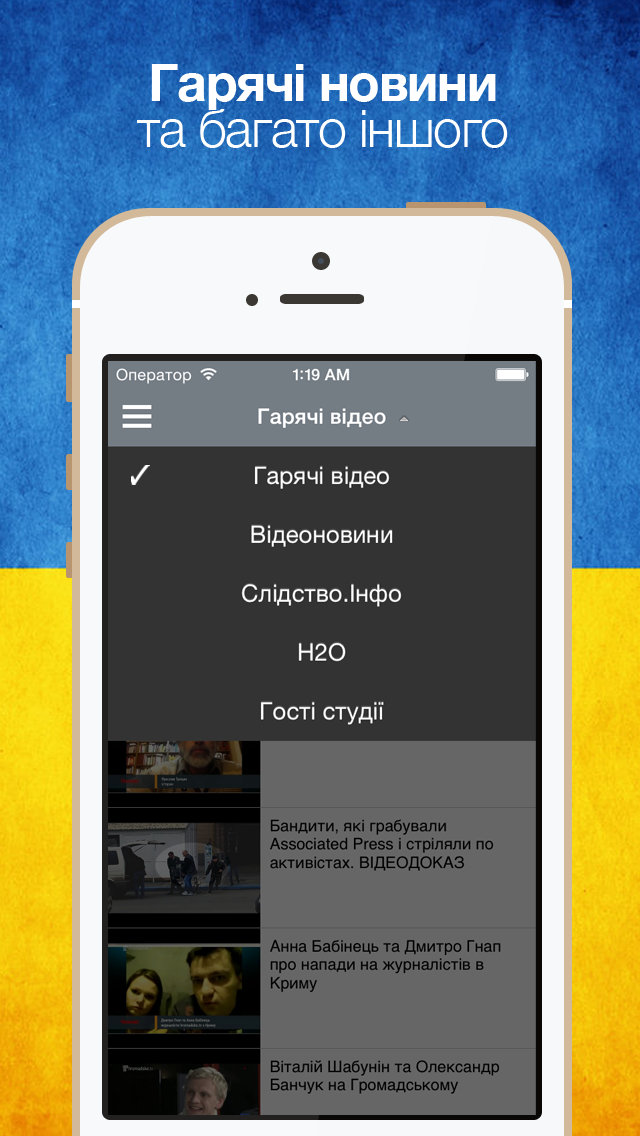 Гарячі новини
та багато іншого
Оператор 1:19 AM
Гарячі відео
✓ Гарячі відео
Відеоновини
Слідство.Інфо
H2O
Гості студії
Бандити, які грабували
Associated Press і стріляли по
активістах. ВІДЕОДОКАЗ
Анна Бабінець та Дмитро Гнап
про напади на журналістів в
Криму
Віталій Шабунін та Олександр
Банчук на Громадському